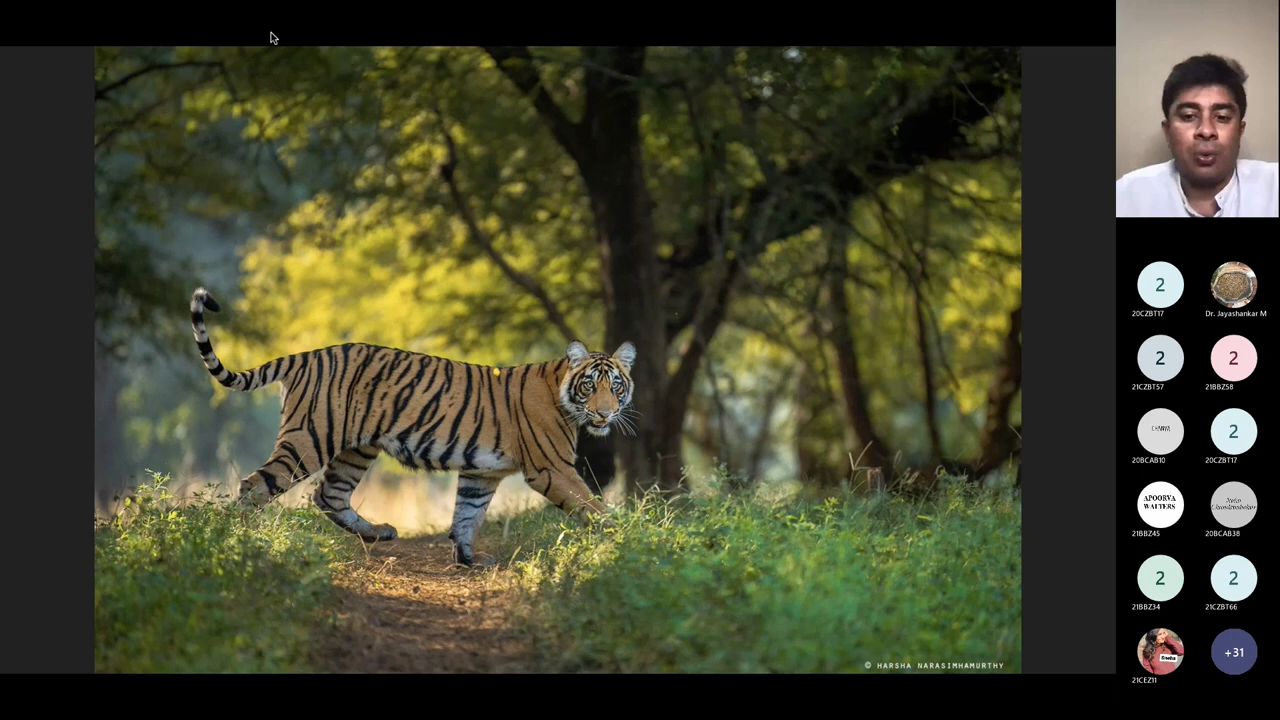 2
20CZBT17
Dr. Jayashankar M
2
21CZBT57
2
21BBZ58
20BCAB10
2
20CZBT17
APOORVA
WALTERS
21BBZ45
20BCAB38
2
21BBZ34
2
21CZBT66
Sneha
21CEZ11
+31
© HARSHA NARASIMHAMURTHY